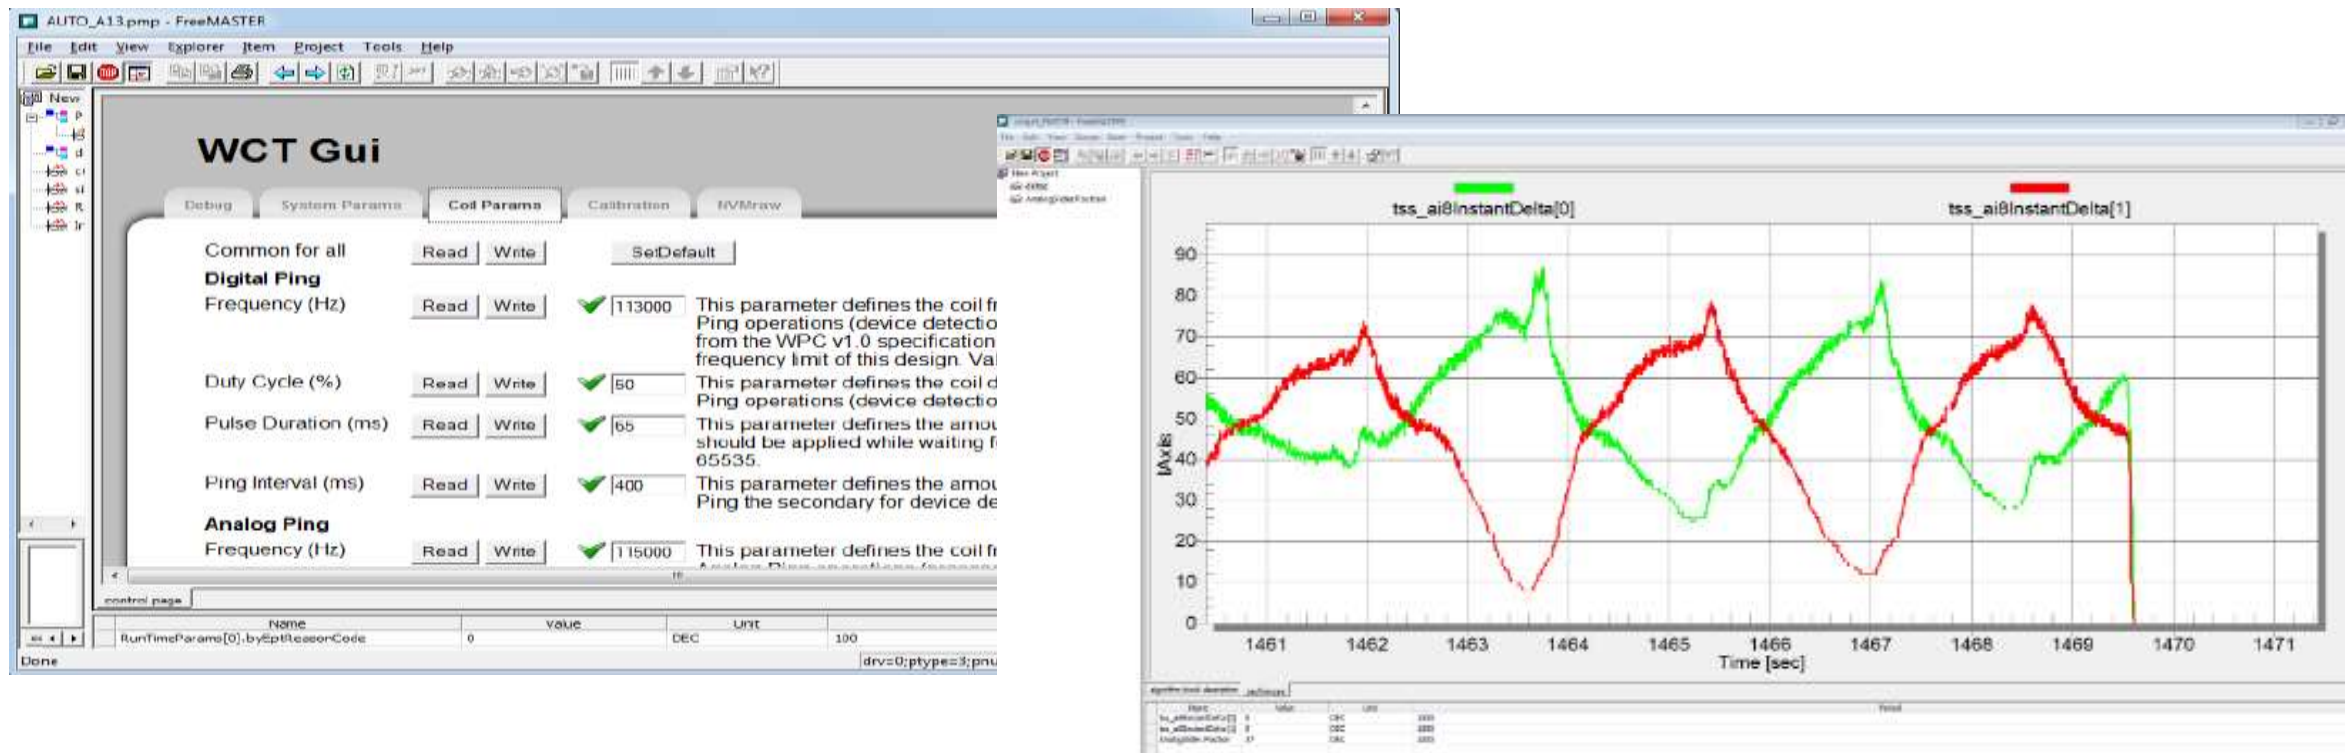 AUTO_A13.pmp - FreeMASTER
File Edit View Explorer Item Project Tools Help
New
WCT Gui
Debug System Params Coil Params Calibration NVMraw
Common for all Read Write SetDefault
Digital Ping
Frequency (Hz) Read Write 113000 This parameter defines the coil fr
Ping operations (device detectio
from the WPC v1.0 specification
frequency limit of this design. Val
Duty Cycle (%) Read Write 50 This parameter defines the coil d
Ping operations (device detectio
Pulse Duration (ms) Read Write 65 This parameter defines the amou
should be applied while waiting f
65535.
Ping Interval (ms) Read Write 400 This parameter defines the amou
Ping the secondary for device de
Analog Ping
Frequency (Hz) Read Write 115000 This parameter defines the coil fr
control page
Name Value Unit
RunTimeParams[0].byEptReasonCode 0 DEC 100
Done drv=0;ptype=3;pnu
tss_ai8InstantDelta[0] tss_ai8InstantDelta[1]
90
80
70
60
50
40
30
20
10
0
1461 1462 1463 1464 1465 1466 1467 1468 1469 1470 1471
Time [sec]